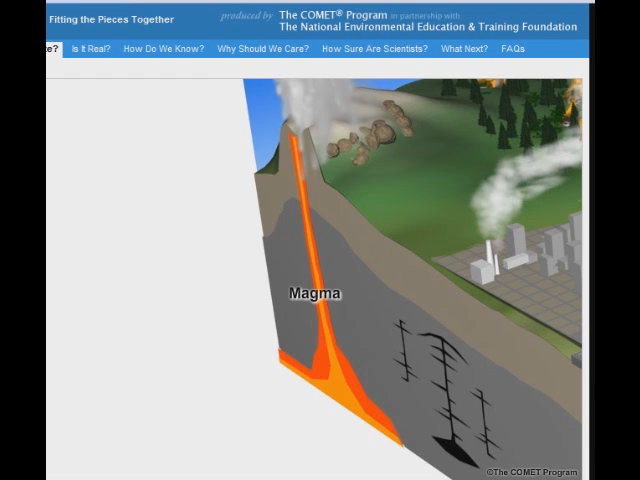 Fitting the Pieces Together
produced by The COMET® Program in partnership with
The National Environmental Education & Training Foundation
te? Is It Real? How Do We Know? Why Should We Care? How Sure Are Scientists? What Next? FAQs
Magma
©The COMET Program